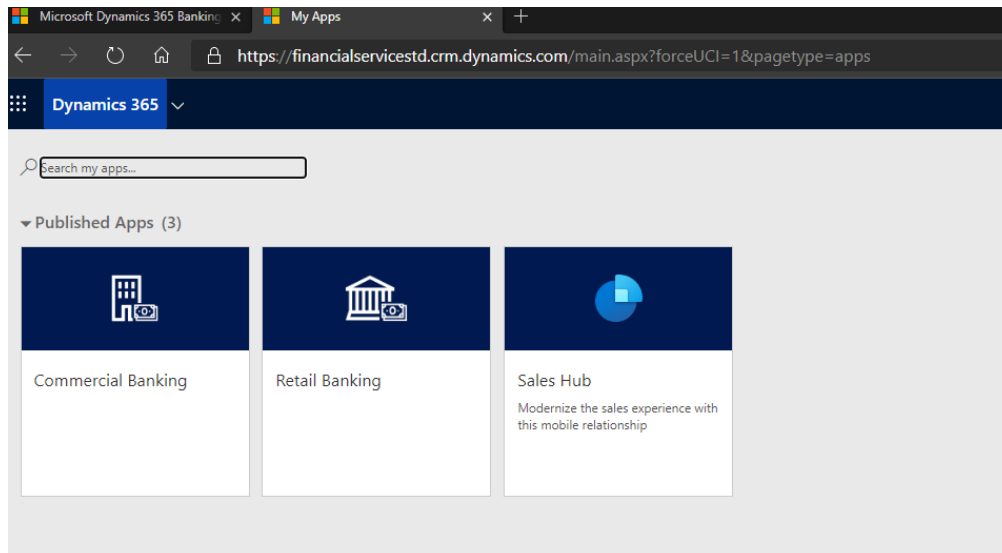 Microsoft Dynamics 365 Banking
My Apps
https://financialservicestd.crm.dynamics.com/main.aspx?forceUCI=1&pagetype=apps
Dynamics 365
Search my apps...
Published Apps (3)
Commercial Banking
Retail Banking
Sales Hub
Modernize the sales experience with
this mobile relationship